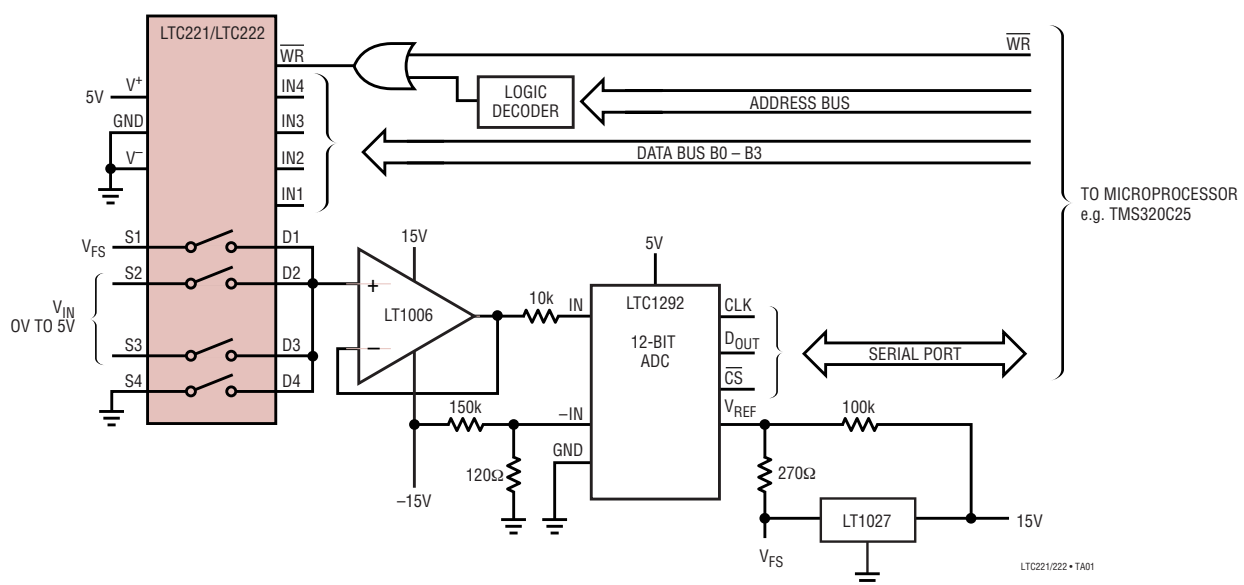 LTC221/LTC222
WR
WR
V+
5V
IN4
LOGIC
DECODER
ADDRESS BUS
GND
IN3
V–
IN2
DATA BUS B0 – B3
IN1
TO MICROPROCESSOR
e.g. TMS320C25
VFS
S1
D1
15V
5V
S2
D2
VIN
0V TO 5V
+
LT1006
–
10k
IN
LTC1292
12-BIT
ADC
CLK
DOUT
CS
SERIAL PORT
S3
D3
S4
D4
150k
–IN
VREF
100k
GND
120Ω
–15V
270Ω
LT1027
15V
VFS
LTC221/222 • TA01